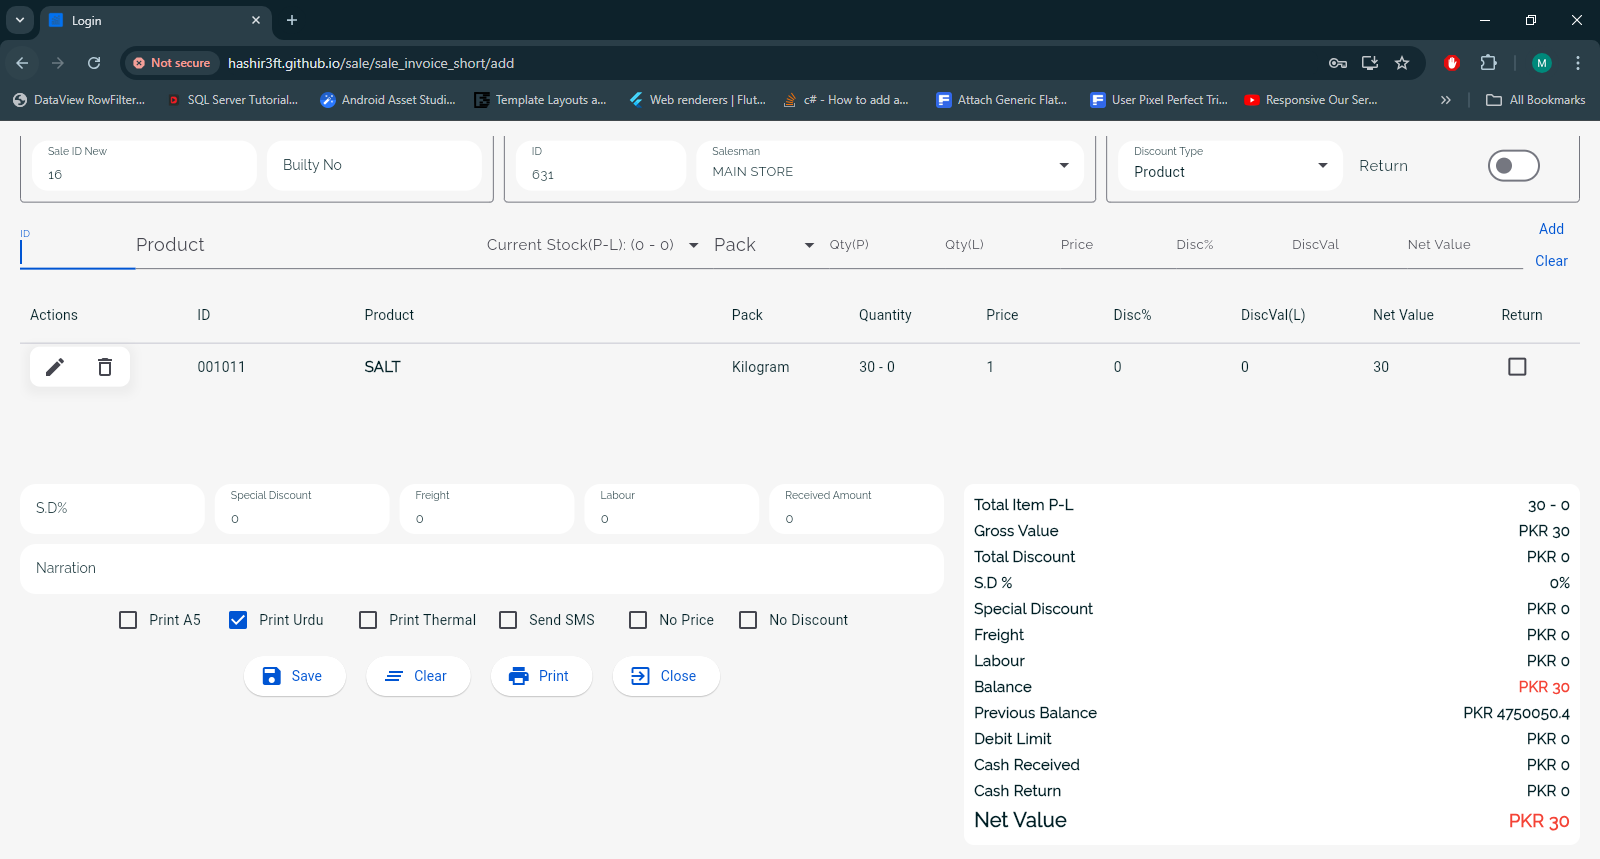 Login
Not secure
hashir3ft.github.io/sale/sale_invoice_short/add
M
DataView RowFilter...
SQL Server Tutorial...
Android Asset Studi...
Template Layouts a...
Web renderers | Flut...
c# - How to add a...
Attach Generic Flat...
User Pixel Perfect Tri...
Responsive Our Ser...
All Bookmarks
Sale ID New
16
Builty No
ID
631
Salesman
MAIN STORE
Discount Type
Product
Return
ID
Product
Current Stock(P-L): (0 - 0)
Pack
Qty(P)
Qty(L)
Price
Disc%
DiscVal
Net Value
Add
Clear
Actions ID Product Pack Quantity Price Disc% DiscVal(L) Net Value Return
001011 SALT Kilogram 30 - 0 1 0 0 30
S.D%
Special Discount
0
Freight
0
Labour
0
Received Amount
0
Narration
Print A5
Print Urdu
Print Thermal
Send SMS
No Price
No Discount
Save
Clear
Print
Close
Total Item P-L 30 - 0
Gross Value PKR 30
Total Discount PKR 0
S.D % 0%
Special Discount PKR 0
Freight PKR 0
Labour PKR 0
Balance PKR 30
Previous Balance PKR 4750050.4
Debit Limit PKR 0
Cash Received PKR 0
Cash Return PKR 0
Net Value PKR 30